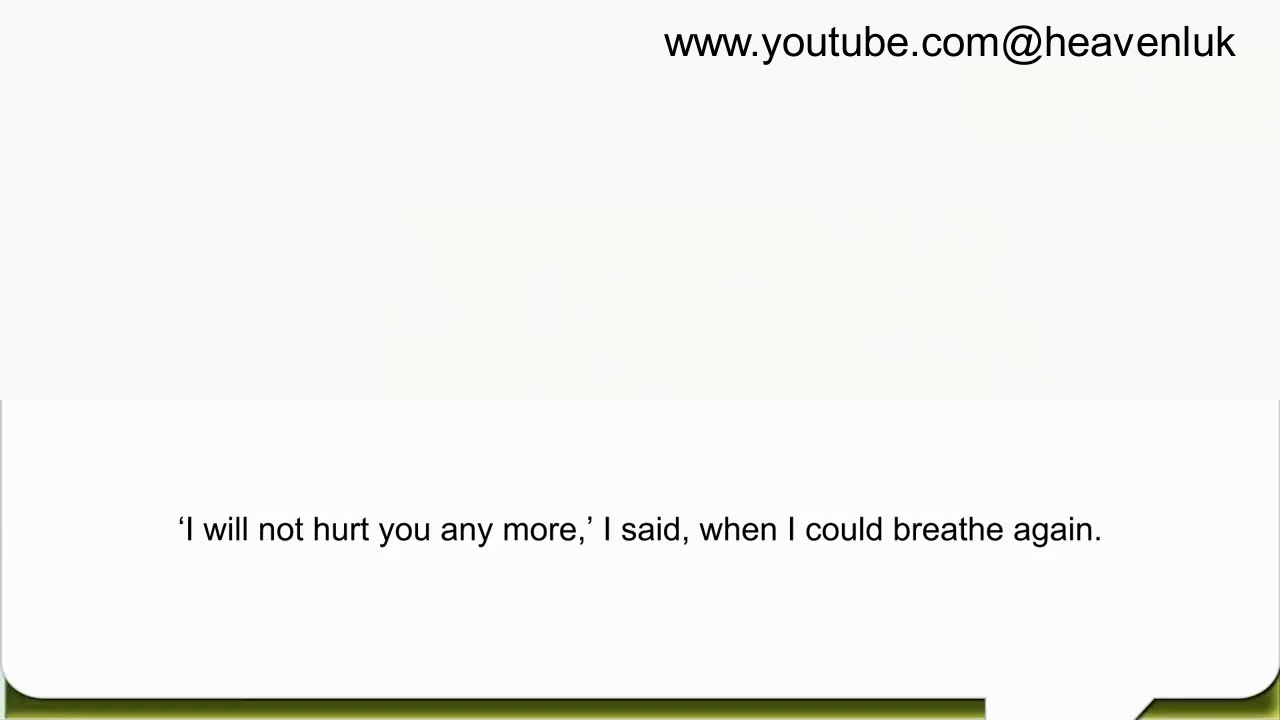 www.youtube.com@heavenluk
‘I will not hurt you any more,’ I said, when I could breathe again.